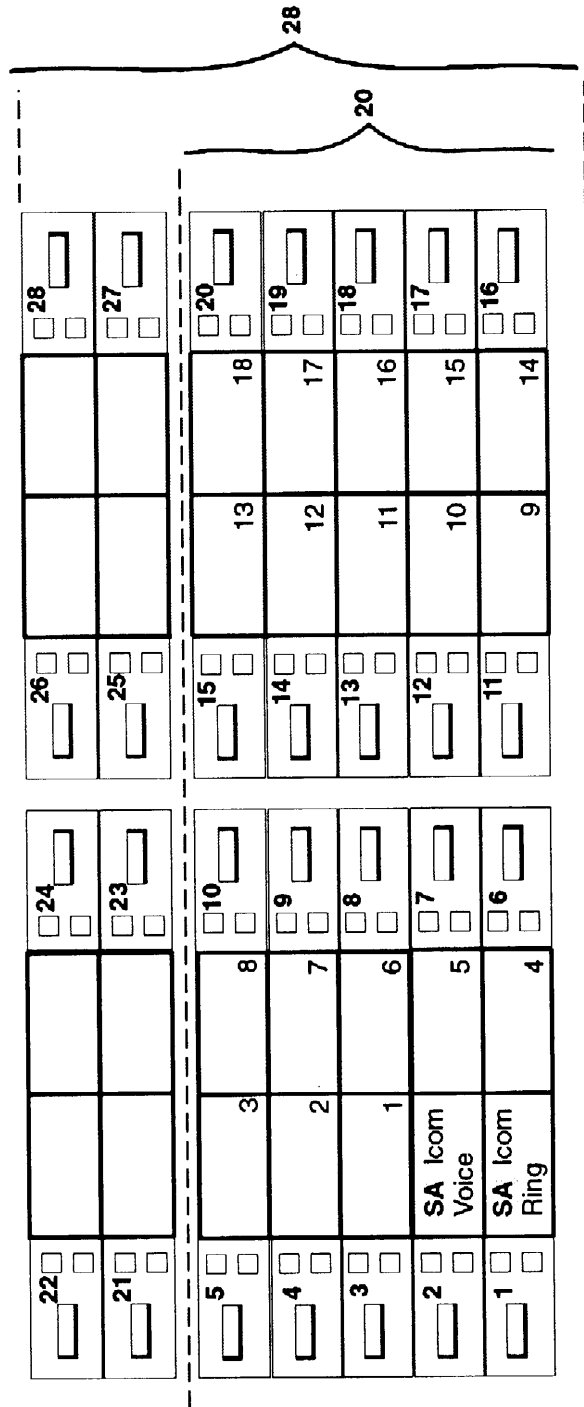 22 24 26 28
21 23 25 27
28
5 3 8 10 15 13 18 20
4 2 7 9 14 12 17 19
3 1 6 8 13 11 16 18
20
2 SA Icom 5 7 12 10 15 17
Voice
1 SA Icom 4 6 11 9 14 16
Ring